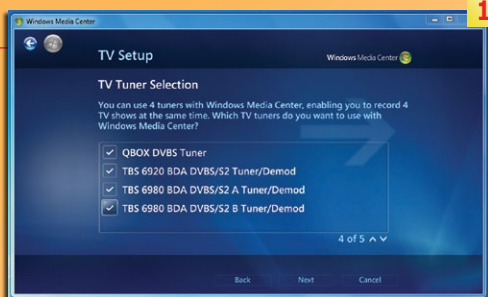 1
Windows Media Center
TV Setup
Windows Media Center
TV Tuner Selection
You can use 4 tuners with Windows Media Center, enabling you to record 4
TV shows at the same time. Which TV tuners do you want to use with
Windows Media Center?
QBOX DVBS Tuner
TBS 6920 BDA DVBS/S2 Tuner/Demod
TBS 6980 BDA DVBS/S2 A Tuner/Demod
TBS 6980 BDA DVBS/S2 B Tuner/Demod
4 of 5
Back Next Cancel